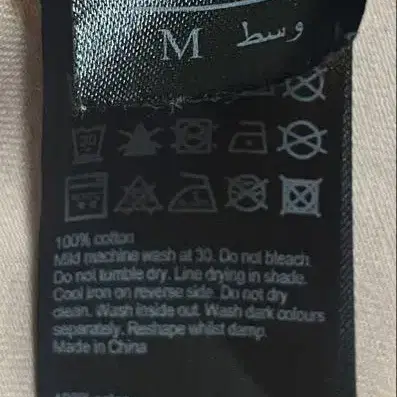 M وسط
30
100% cotton
Mild machine wash at 30. Do not bleach.
Do not tumble dry. Line drying in shade.
Cool iron on reverse side. Do not dry
clean. Wash inside out. Wash dark colours
separately. Reshape whilst damp.
Made in China